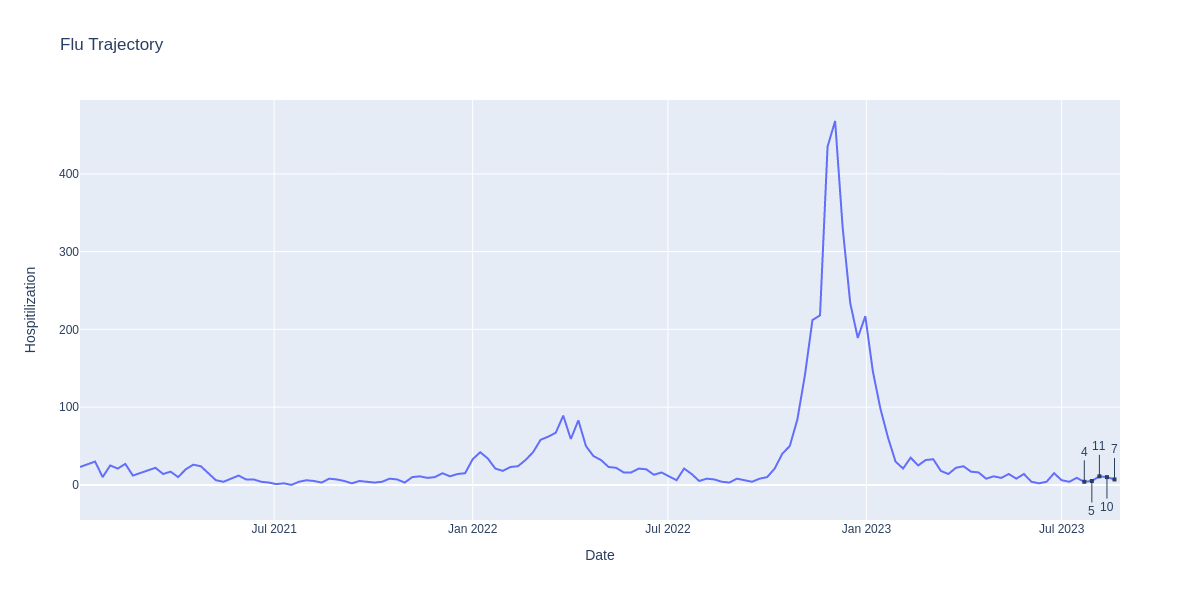 Flu Trajectory
Hospitilization
400
300
200
100
0
4
11
7
5
10
Jul 2021
Jan 2022
Jul 2022
Jan 2023
Jul 2023
Date